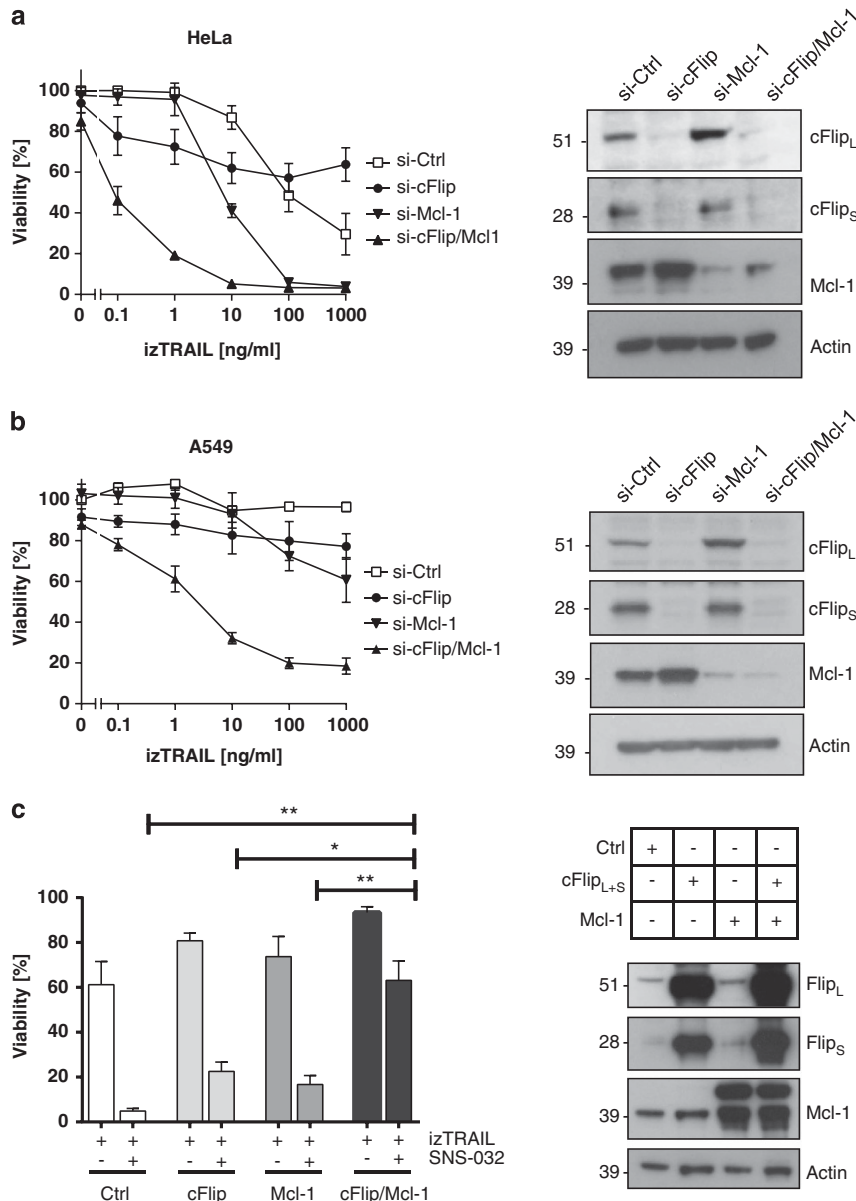 a
HeLa
100
80
60
40
20
0
Viability [%]
0 0.1 1 10 100 1000
izTRAIL [ng/ml]
si-Ctrl
si-cFlip
si-Mcl-1
si-cFlip/Mcl1
si-Ctrl
si-cFlip
si-Mcl-1
si-cFlip/Mcl-1
51 cFlipL
28 cFlipS
39 Mcl-1
39 Actin
b
A549
100
80
60
40
20
0
Viability [%]
0 0.1 1 10 100 1000
izTRAIL [ng/ml]
si-Ctrl
si-cFlip
si-Mcl-1
si-cFlip/Mcl-1
si-Ctrl
si-cFlip
si-Mcl-1
si-cFlip/Mcl-1
51 cFlipL
28 cFlipS
39 Mcl-1
39 Actin
c
**
*
**
100
80
60
40
20
0
Viability [%]
+ + + + + + + + izTRAIL
- + - + - + - + SNS-032
Ctrl cFlip Mcl-1 cFlip/Mcl-1
Ctrl + - - -
cFlipL+S - + - +
Mcl-1 - - + +
51 FlipL
28 FlipS
39 Mcl-1
39 Actin